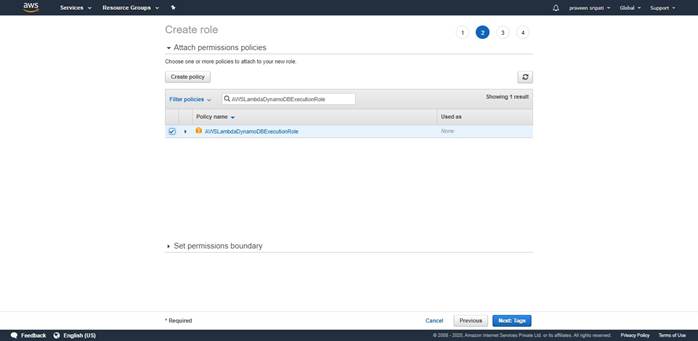 aws Services Resource Groups praveen sripati Global Support
Create role 1 2 3 4
Attach permissions policies
Choose one or more policies to attach to your new role.
Create policy
Filter policies AWSLambdaDynamoDBExecutionRole Showing 1 result
Policy name Used as
AWSLambdaDynamoDBExecutionRole None
Set permissions boundary
* Required Cancel Previous Next: Tags
Feedback English (US) © 2008 - 2020, Amazon Internet Services Private Ltd. or its affiliates. All rights reserved. Privacy Policy Terms of Use